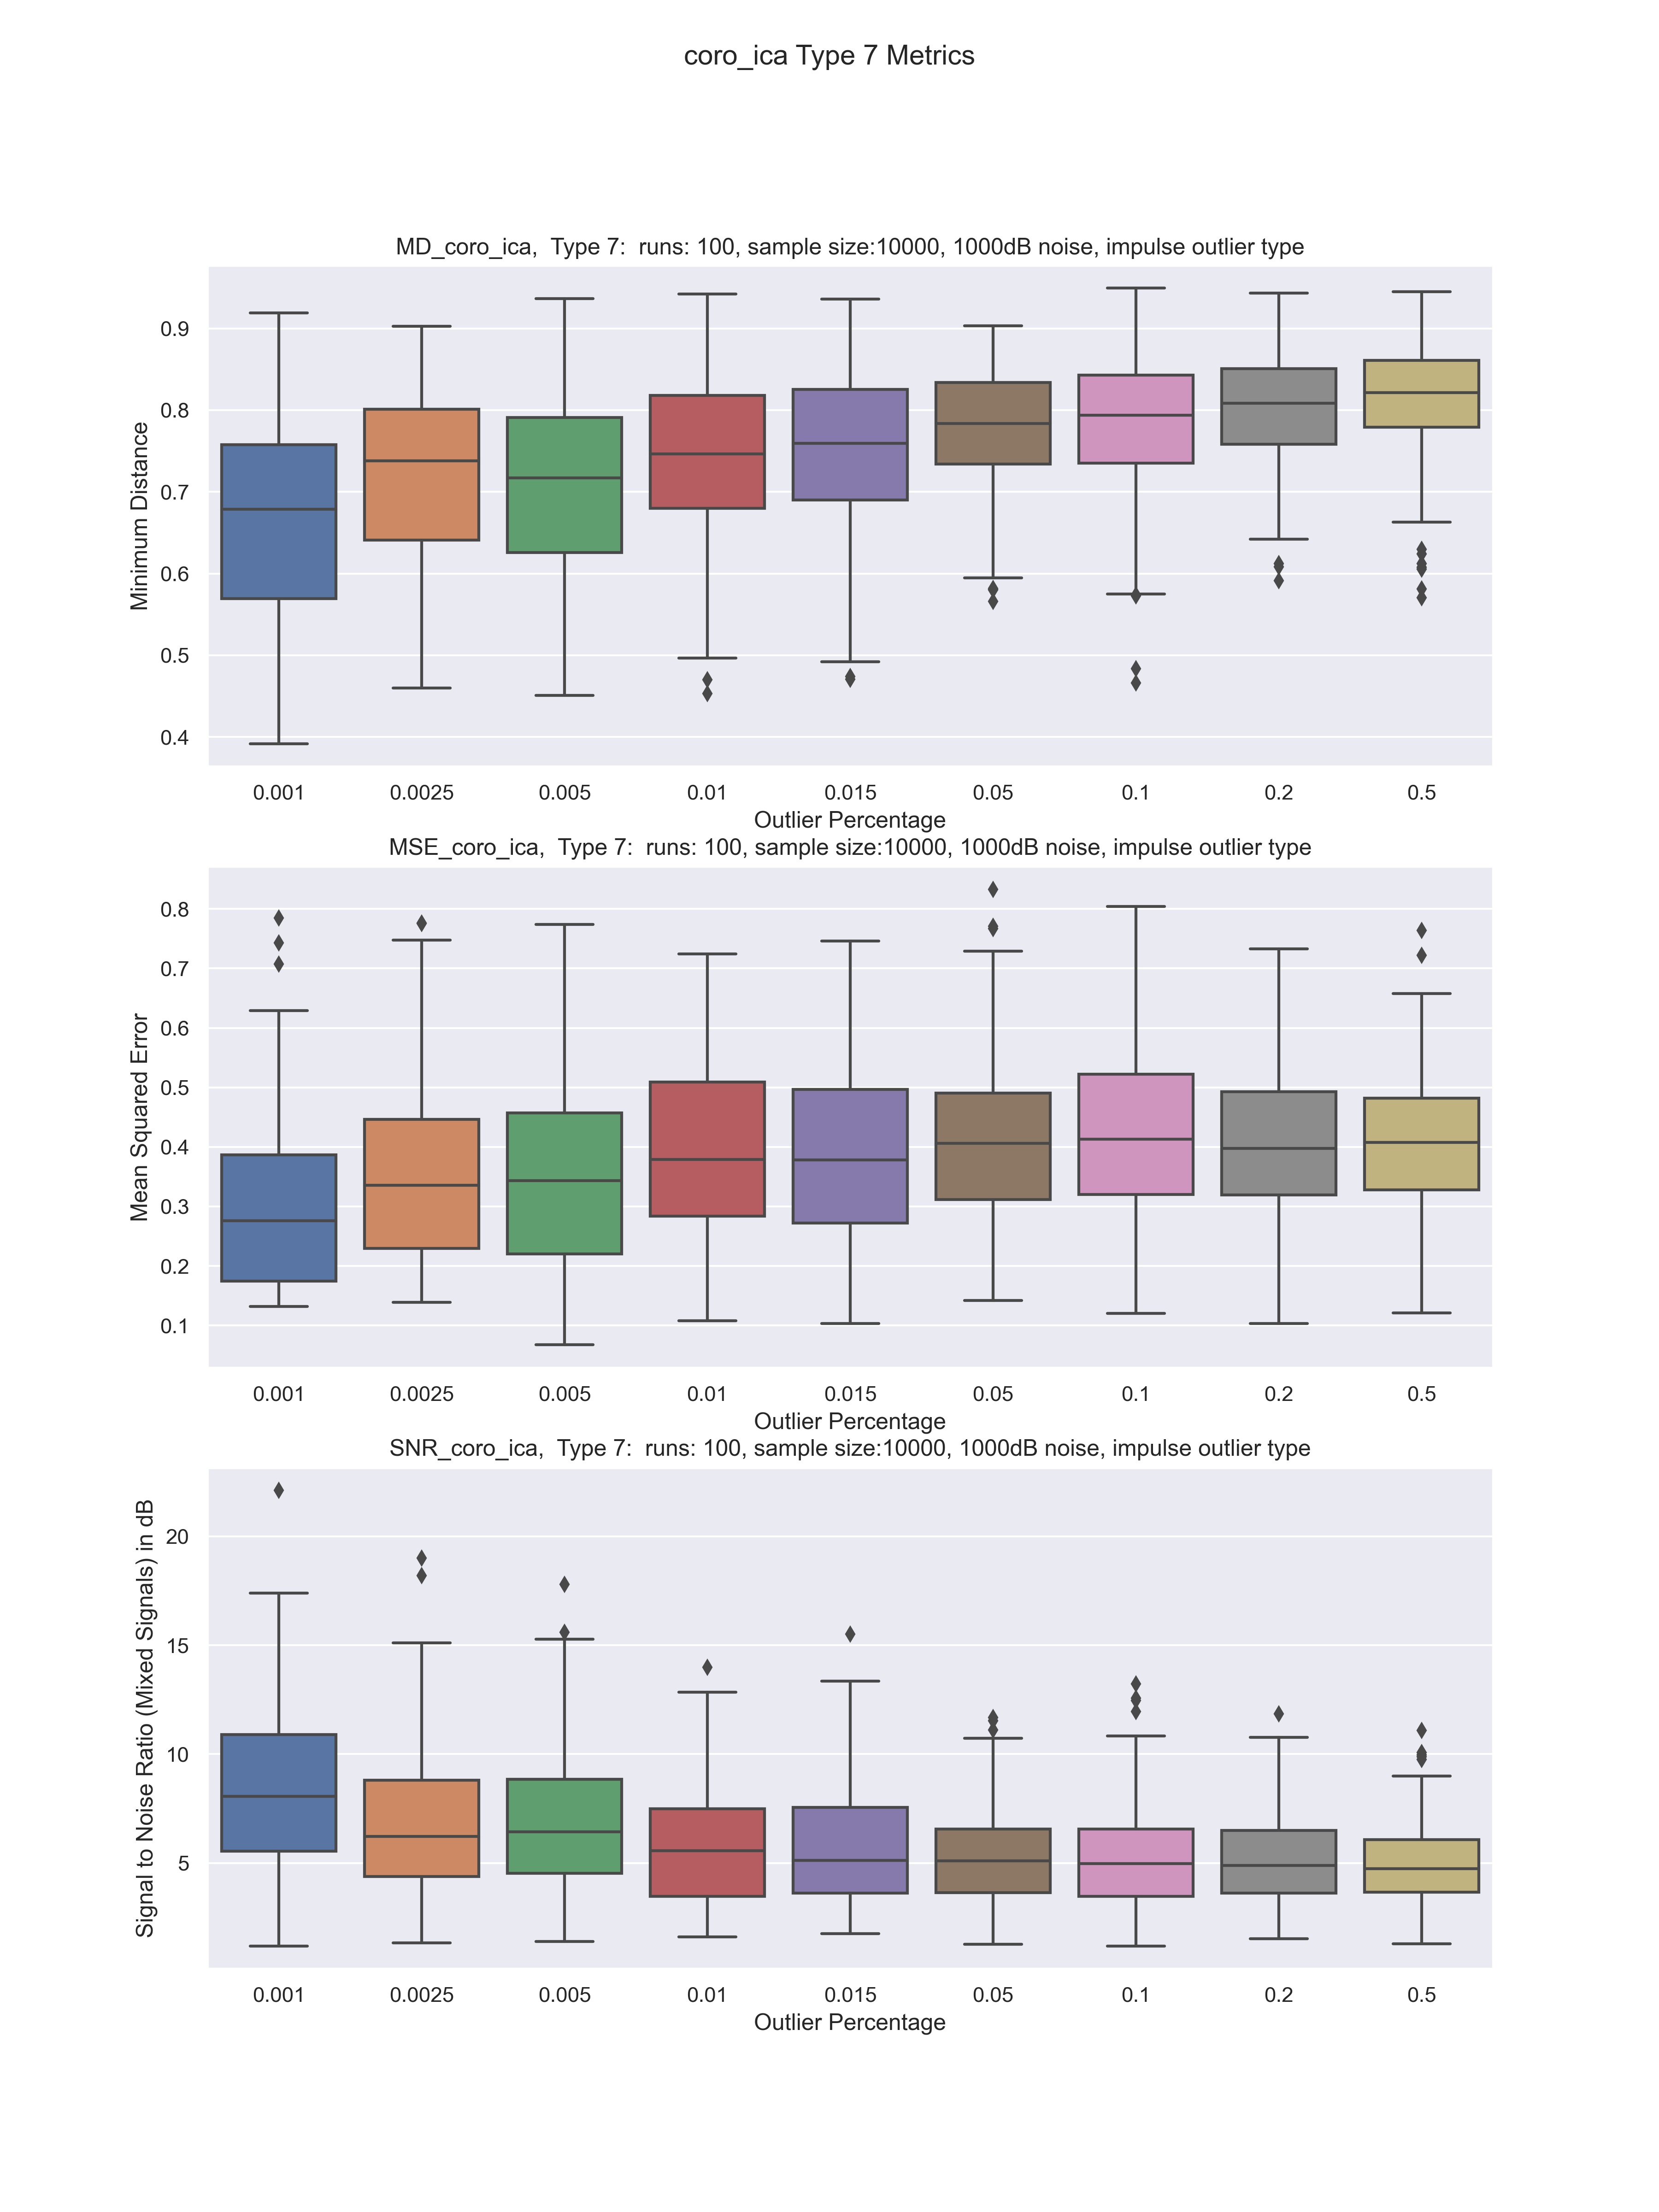 coro_ica Type 7 Metrics
MD_coro_ica,  Type 7:  runs: 100, sample size:10000, 1000dB noise, impulse outlier type
Minimum Distance
0.9
0.8
0.7
0.6
0.5
0.4
0.001 0.0025 0.005 0.01 0.015 0.05 0.1 0.2 0.5
Outlier Percentage
MSE_coro_ica,  Type 7:  runs: 100, sample size:10000, 1000dB noise, impulse outlier type
Mean Squared Error
0.8
0.7
0.6
0.5
0.4
0.3
0.2
0.1
0.001 0.0025 0.005 0.01 0.015 0.05 0.1 0.2 0.5
Outlier Percentage
SNR_coro_ica,  Type 7:  runs: 100, sample size:10000, 1000dB noise, impulse outlier type
Signal to Noise Ratio (Mixed Signals) in dB
20
15
10
5
0.001 0.0025 0.005 0.01 0.015 0.05 0.1 0.2 0.5
Outlier Percentage